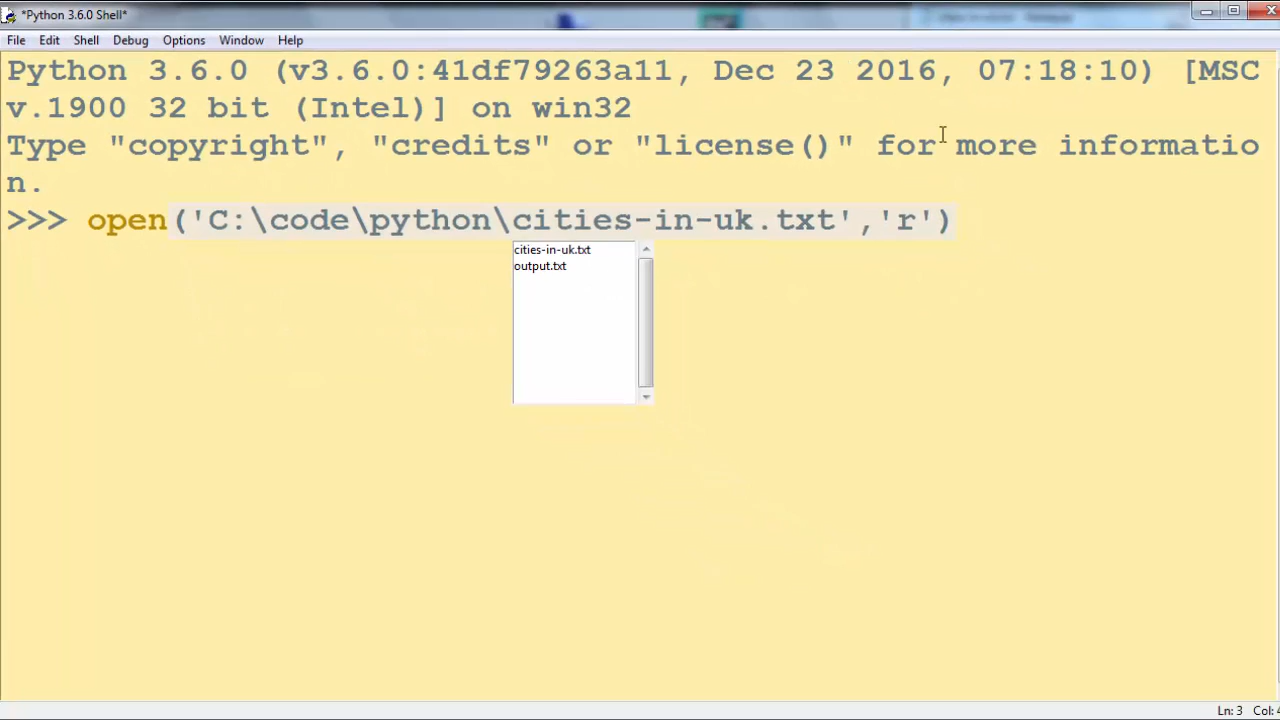 *Python 3.6.0 Shell*
File Edit Shell Debug Options Window Help
Python 3.6.0 (v3.6.0:41df79263a11, Dec 23 2016, 07:18:10) [MSC
v.1900 32 bit (Intel)] on win32
Type "copyright", "credits" or "license()" for more informatio
n.
>>> open('C:\code\python\cities-in-uk.txt','r')
cities-in-uk.txt
output.txt
Ln: 3 Col: 4